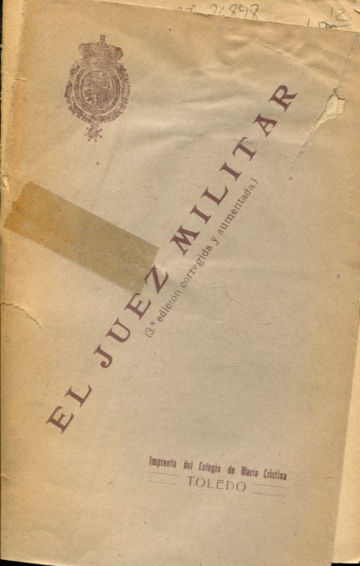 EL JUEZ MILITAR
(3.ª edición corregida y aumentada.)
Imprenta del Colegio de María Cristina
TOLEDO